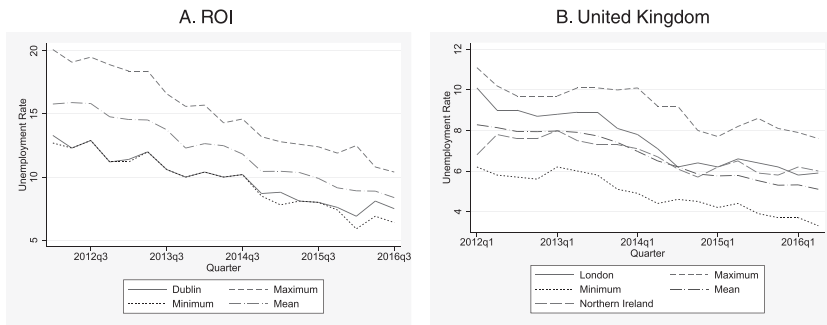 A. ROI
Unemployment Rate
20
15
10
5
2012q3 2013q3 2014q3 2015q3 2016q3
Quarter
Dublin Maximum
Minimum Mean
B. United Kingdom
Unemployment Rate
12
10
8
6
4
2012q1 2013q1 2014q1 2015q1 2016q1
Quarter
London Maximum
Minimum Mean
Northern Ireland